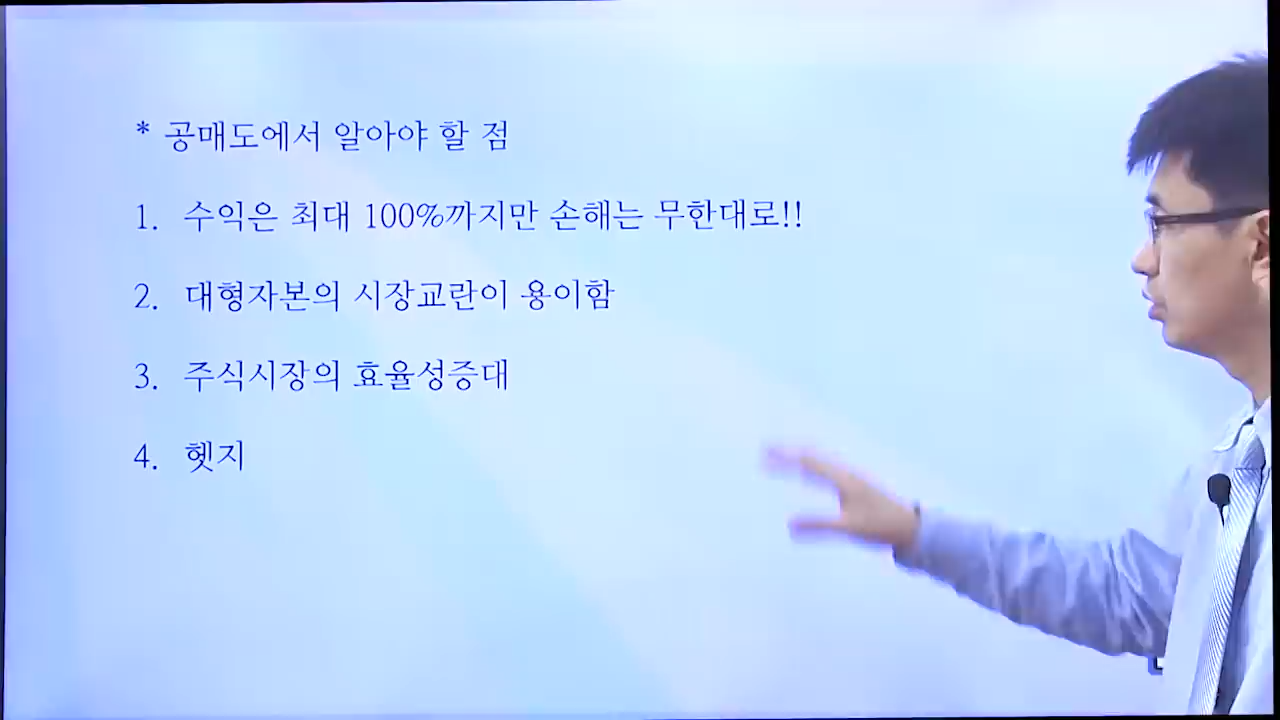 * 공매도에서 알아야 할 점
1. 수익은 최대 100%까지만 손해는 무한대로!!
2. 대형자본의 시장교란이 용이함
3. 주식시장의 효율성증대
4. 헷지